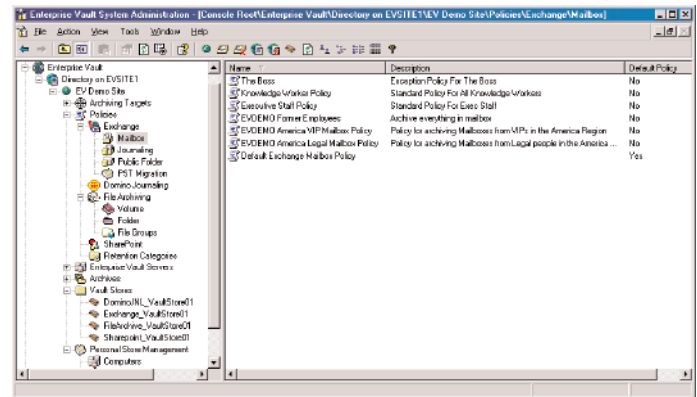 Enterprise Vault System Administration - [Console Root\Enterprise Vault\Directory on EVSITE1\EV Demo Site\Policies\Exchange\Mailbox]
File Action View Tools Window Help
Name Description Default Policy
Enterprise Vault
Directory on EVSITE1
EV Demo Site
Archiving Targets
Policies
Exchange
Mailbox
Journaling
Public Folder
PST Migration
Domino Journaling
File Archiving
Volume
Folder
File Groups
SharePoint
Retention Categories
Enterprise Vault Servers
Archives
Vault Stores
DominoJNL_VaultStore01
Exchange_VaultStore01
FileArchive_VaultStore01
Sharepoint_VaultStore01
Personal Store Management
Computers
The Boss Exception Policy For The Boss No
Knowledge Worker Policy Standard Policy For All Knowledge Workers No
Executive Staff Policy Standard Policy For Exec Staff No
EVDEMO Former Employees Archive everything in mailbox No
EVDEMO America VIP Mailbox Policy Policy for archiving Mailboxes from VIPs in the America Region No
EVDEMO America Legal Mailbox Policy Policy for archiving Mailboxes from Legal people in the America ... No
Default Exchange Mailbox Policy Yes